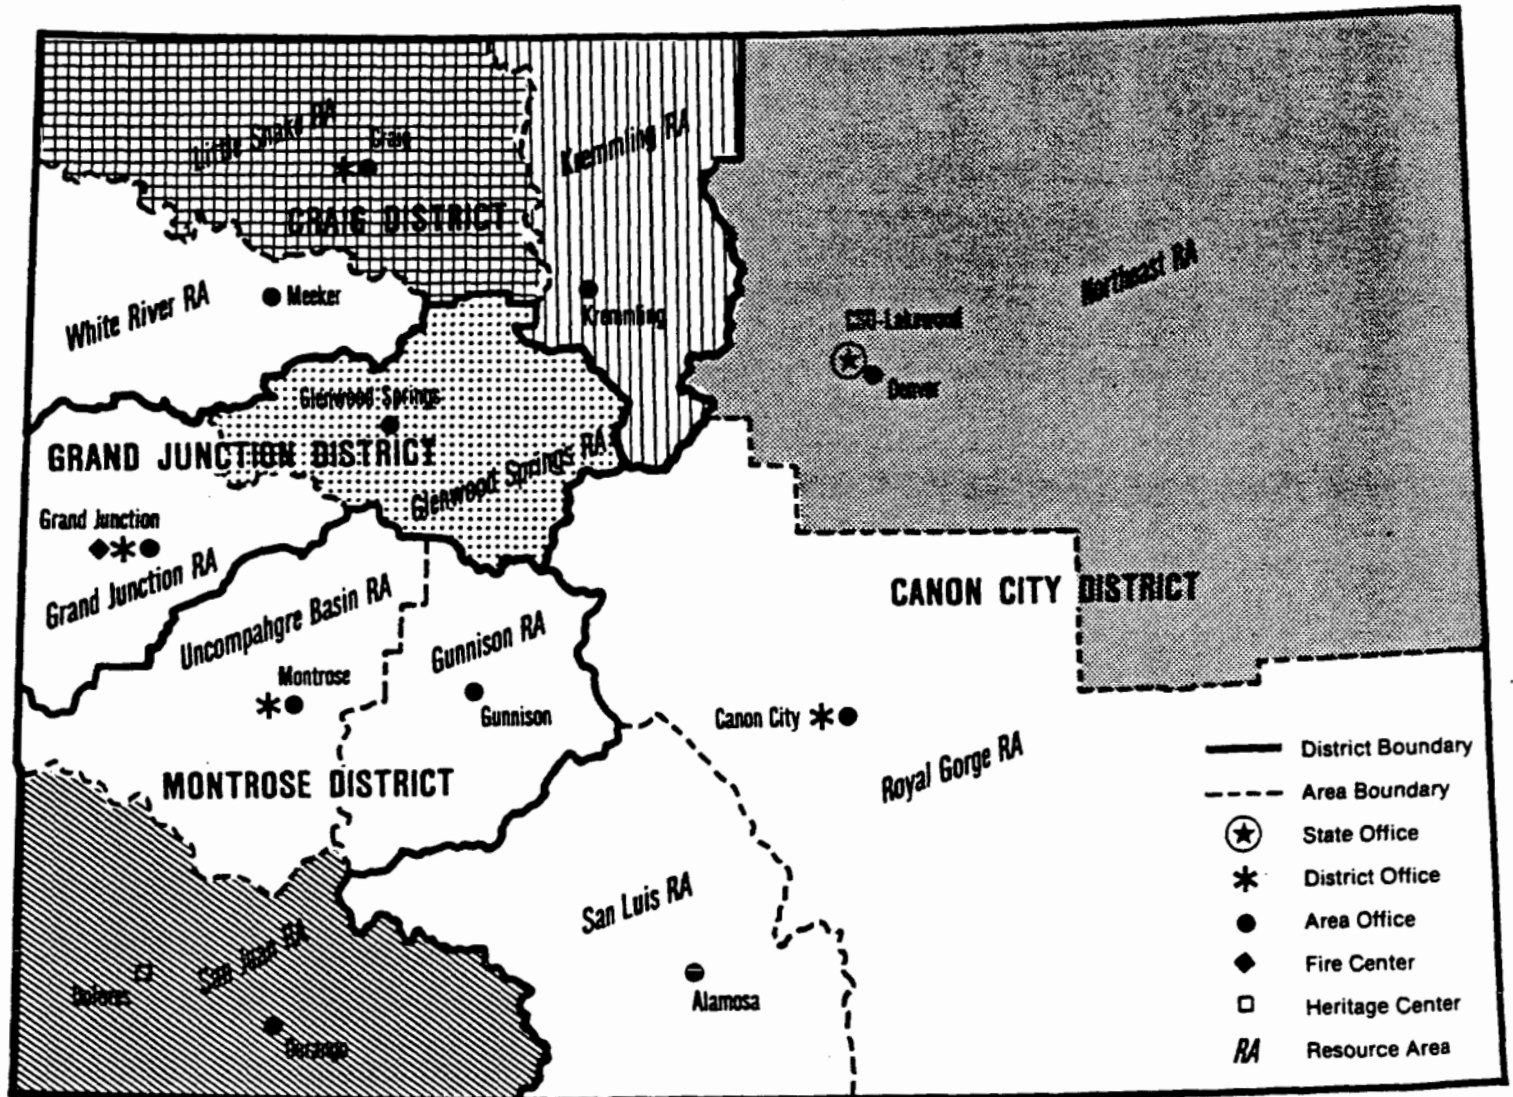 Little Snake RA
Craig
Kremmling RA
CRAIG DISTRICT
White River RA
Meeker
Kremmling
Northeast RA
CSO-Lakewood
Denver
Glenwood Springs
GRAND JUNCTION DISTRICT
Glenwood Springs RA
Grand Junction
Grand Junction RA
Uncompahgre Basin RA
Gunnison RA
CANON CITY DISTRICT
Montrose
Gunnison
Canon City
MONTROSE DISTRICT
Royal Gorge RA
San Luis RA
San Juan RA
Dolores
Durango
Alamosa
District Boundary
Area Boundary
State Office
District Office
Area Office
Fire Center
Heritage Center
RA Resource Area